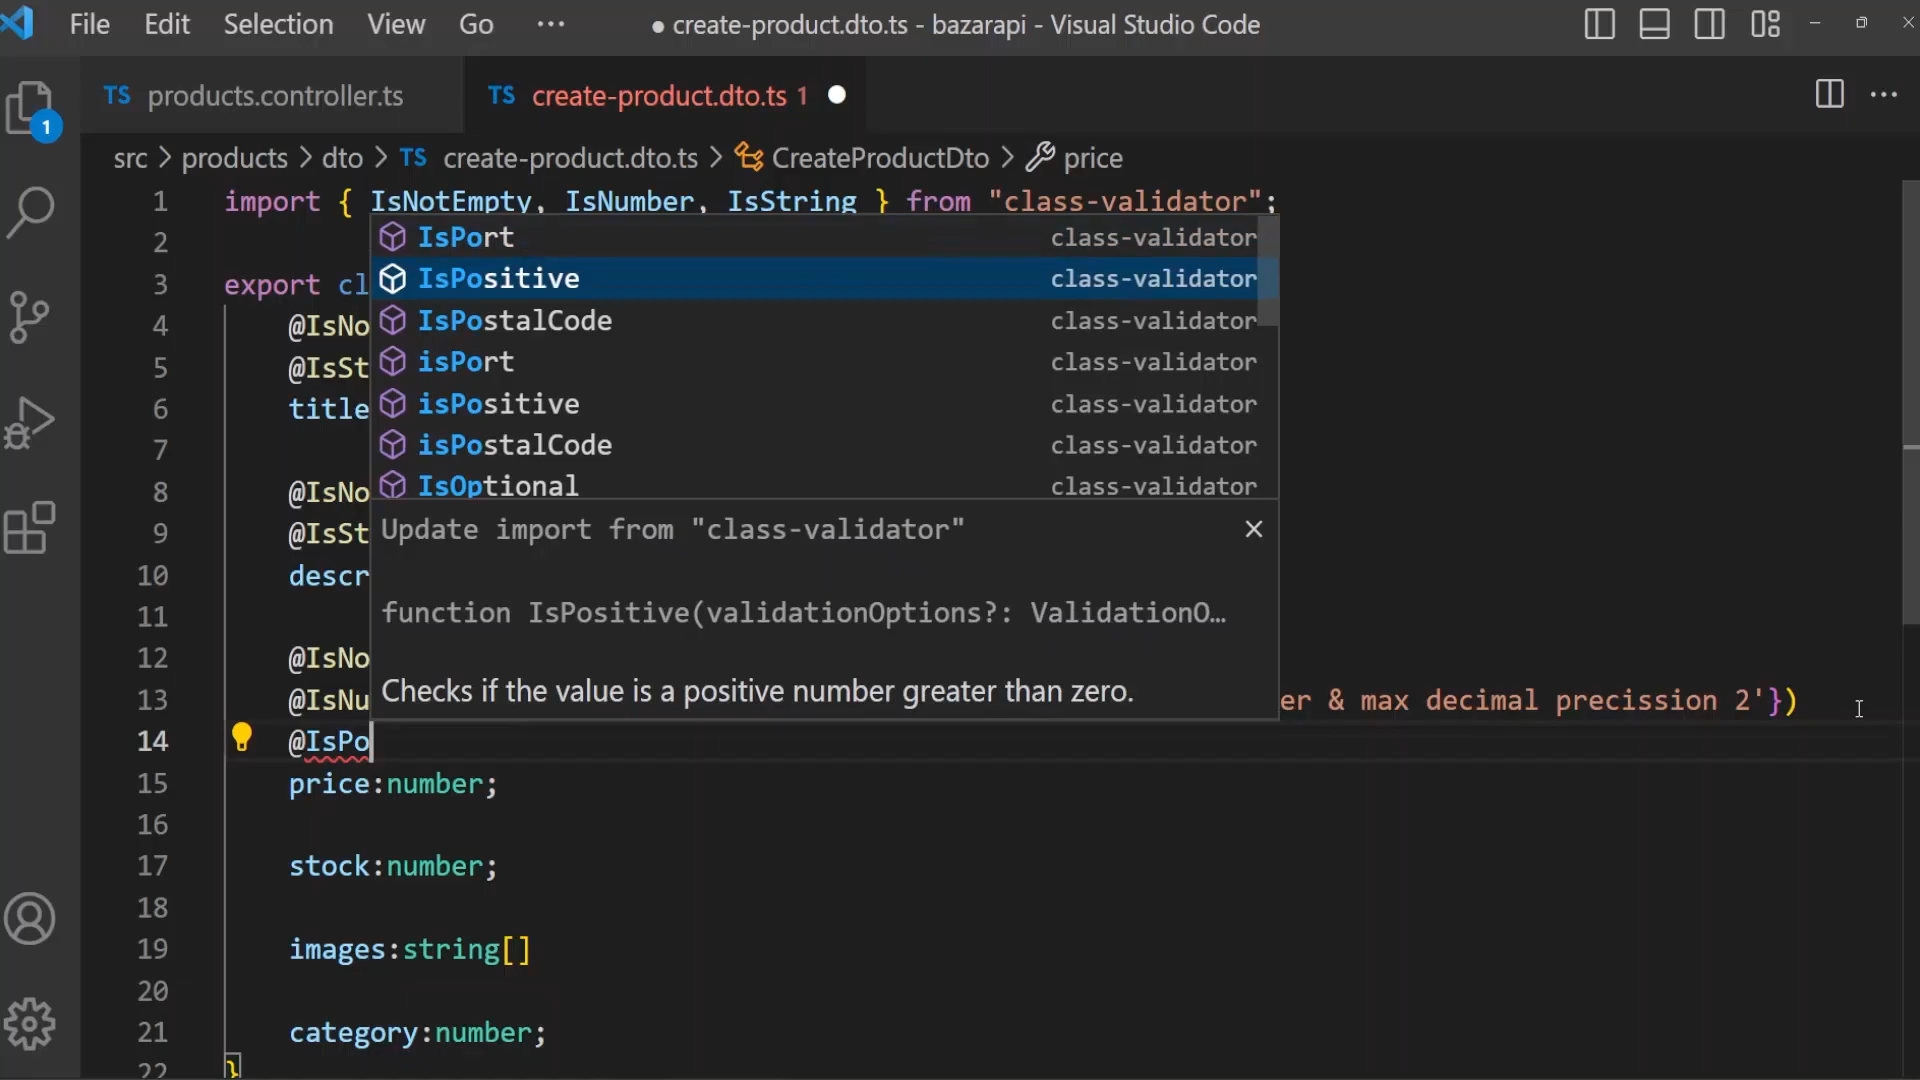 File Edit Selection View Go ··· ● create-product.dto.ts - bazarapi - Visual Studio Code
TS products.controller.ts TS create-product.dto.ts 1
1
src > products > dto > TS create-product.dto.ts > CreateProductDto > price
1 import { IsNotEmpty, IsNumber, IsString } from "class-validator";
2 IsPort class-validator
IsPositive class-validator
3 export cl
4 @IsNo IsPostalCode class-validator
5 @IsSt isPort class-validator
6 title isPositive class-validator
7 isPostalCode class-validator
8 @IsNo IsOptional class-validator
9 @IsSt Update import from "class-validator"
10 descr
11 function IsPositive(validationOptions?: ValidationO…
12 @IsNo
13 @IsNu Checks if the value is a positive number greater than zero. er & max decimal precission 2'})
14 @IsPo
15 price:number;
16
17 stock:number;
18
19 images:string[]
20
21 category:number;
22 }